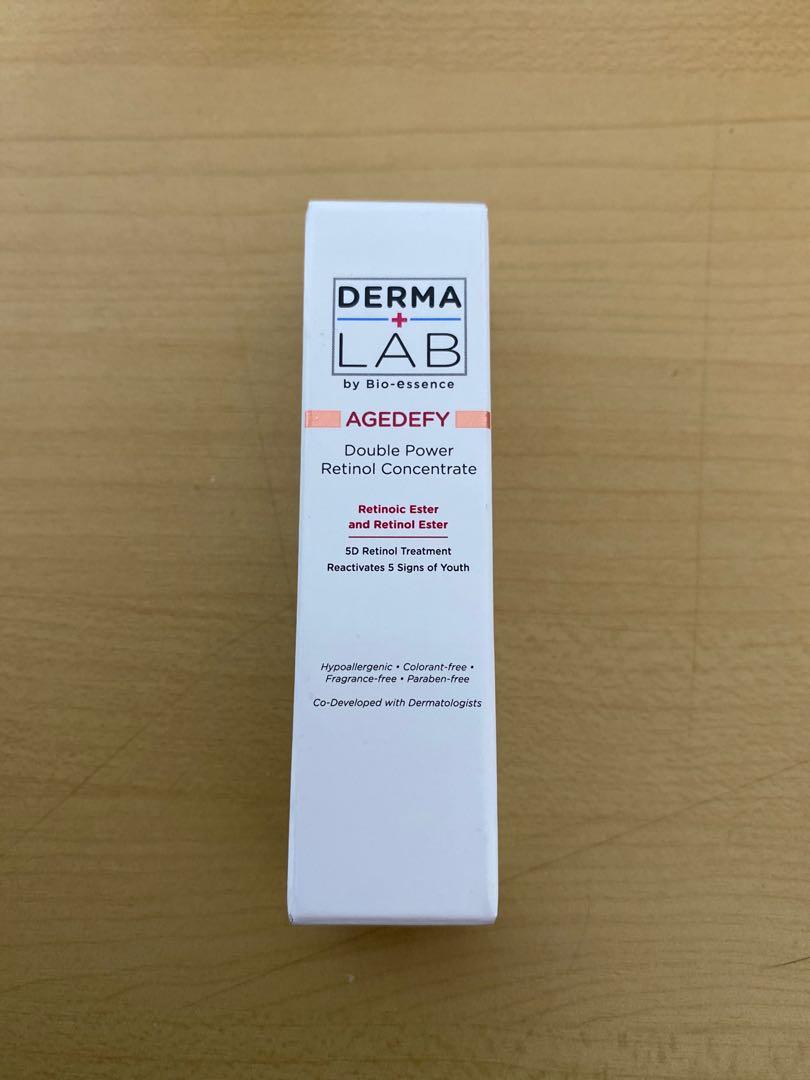 DERMA
+
LAB
by Bio-essence
AGEDEFY
Double Power
Retinol Concentrate
Retinoic Ester
and Retinol Ester
5D Retinol Treatment
Reactivates 5 Signs of Youth
Hypoallergenic • Colorant-free •
Fragrance-free • Paraben-free
Co-Developed with Dermatologists